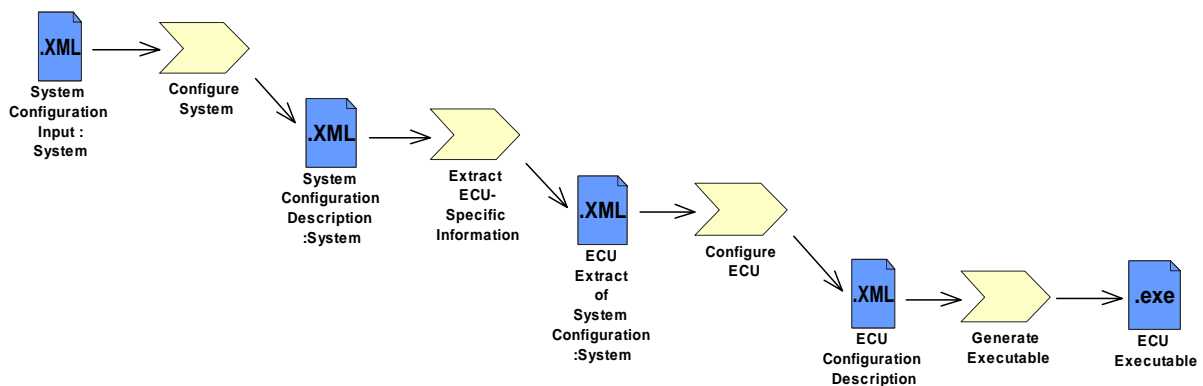 .XML
System
Configuration
Input :
System
Configure
System
.XML
System
Configuration
Description
:System
Extract
ECU-
Specific
Information
.XML
ECU
Extract
of
System
Configuration
:System
Configure
ECU
.XML
ECU
Configuration
Description
Generate
Executable
.exe
ECU
Executable